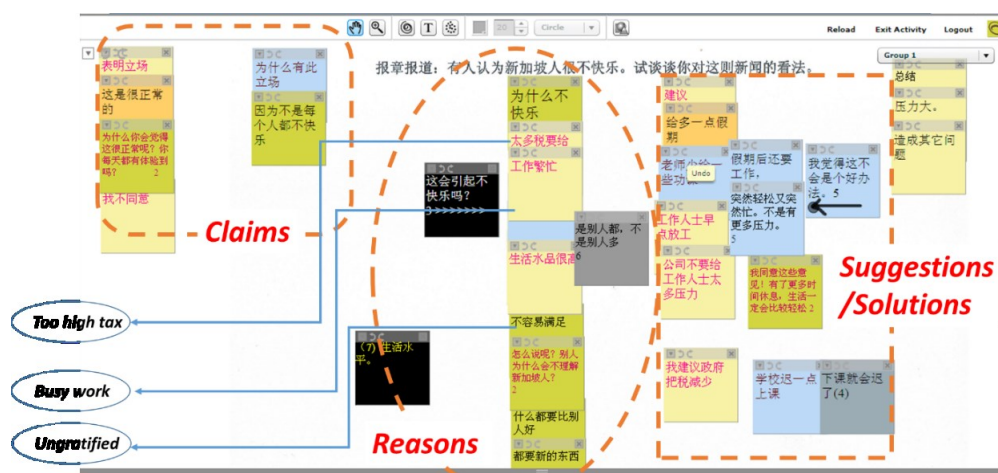 T
20
Circle
Reload
Exit Activity
Logout
Group 1
报章报道：有人认为新加坡人很不快乐。试谈谈你对这则新闻的看法。
表明立场
这是很正常
的
为什么你会觉得
这很正常呢？你
每天都有体验到
吗？ 2
我不同意
为什么有此
立场
因为不是每
个人都不快
乐
Claims
为什么不
快乐
太多税要给
工作繁忙
这会引起不
快乐吗？
3>>>>>>>
是别人都，不
是别人多
6
生活水品很高
不容易满足
（7）生活水
平。
怎么说呢？别人
为什么会不理解
新加坡人？
2
什么都要比别
人好
都要新的东西
Reasons
Too high tax
Busy work
Ungratified
建议
给多一点假
期
老师少给一
些功课
Undo
假期后还要
工作，
我觉得这不
会是个好办
法。5
突然轻松又突
然忙。不是有
更多压力。
5
工作人士早
点放工
公司不要给
工作人士太
多压力
我同意这些意
见！有了更多时
间休息，生活一
定会比较轻松 2
我建议政府
把税减少
学校迟一点
上课
下课就会迟
了(4)
Suggestions
/Solutions
总结
压力大。
造成其它问
题